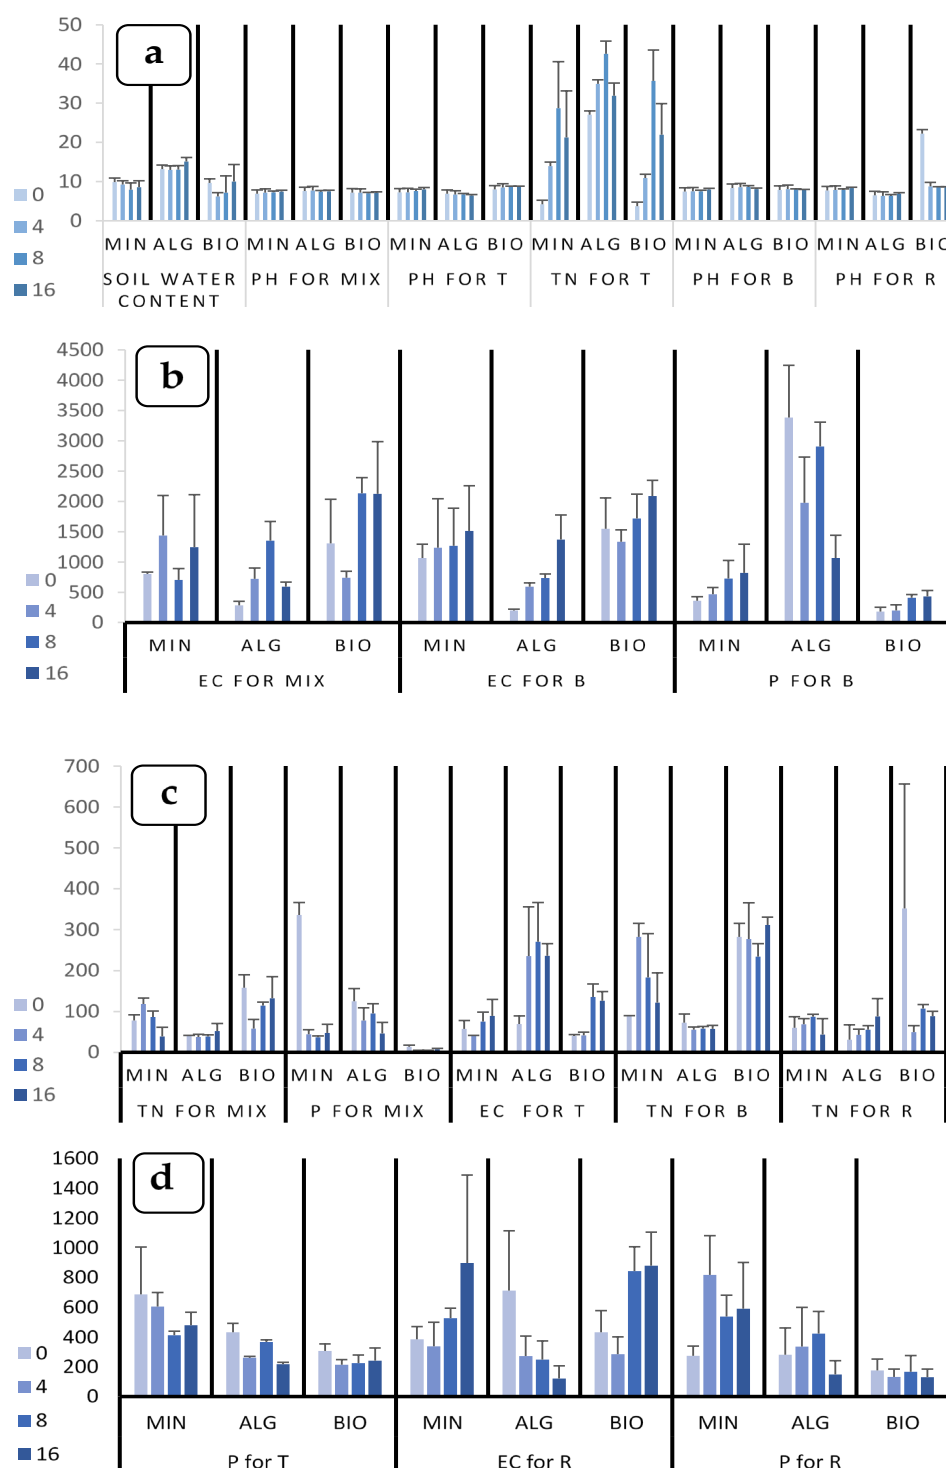 a
50
40
30
20
10
0
0
4
8
16
MIN ALG BIO MIN ALG BIO MIN ALG BIO MIN ALG BIO MIN ALG BIO MIN ALG BIO
SOIL WATER CONTENT
PH FOR MIX
PH FOR T
TN FOR T
PH FOR B
PH FOR R
b
4500
4000
3500
3000
2500
2000
1500
1000
500
0
0
4
8
16
MIN ALG BIO MIN ALG BIO MIN ALG BIO
EC FOR MIX EC FOR B P FOR B
c
700
600
500
400
300
200
100
0
0
4
8
16
MIN ALG BIO MIN ALG BIO MIN ALG BIO MIN ALG BIO MIN ALG BIO
TN FOR MIX P FOR MIX EC FOR T TN FOR B TN FOR R
d
1600
1400
1200
1000
800
600
400
200
0
0
4
8
16
MIN ALG BIO MIN ALG BIO MIN ALG BIO
P for T EC for R P for R